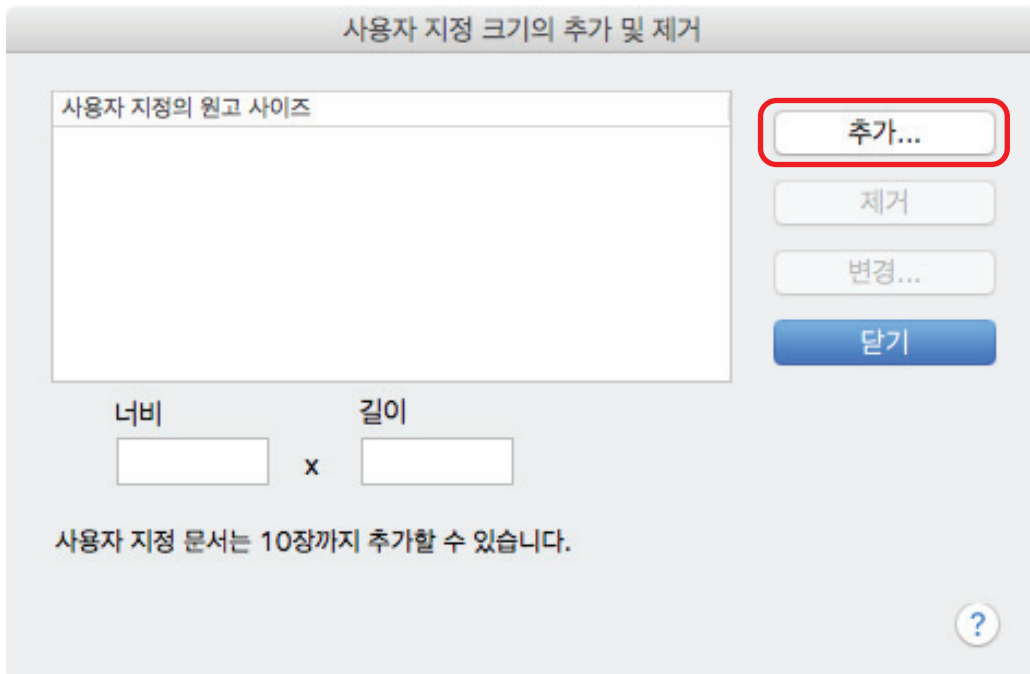 사용자 지정 크기의 추가 및 제거
사용자 지정의 원고 사이즈
추가...
제거
변경...
닫기
너비 길이
x
사용자 지정 문서는 10장까지 추가할 수 있습니다.
?